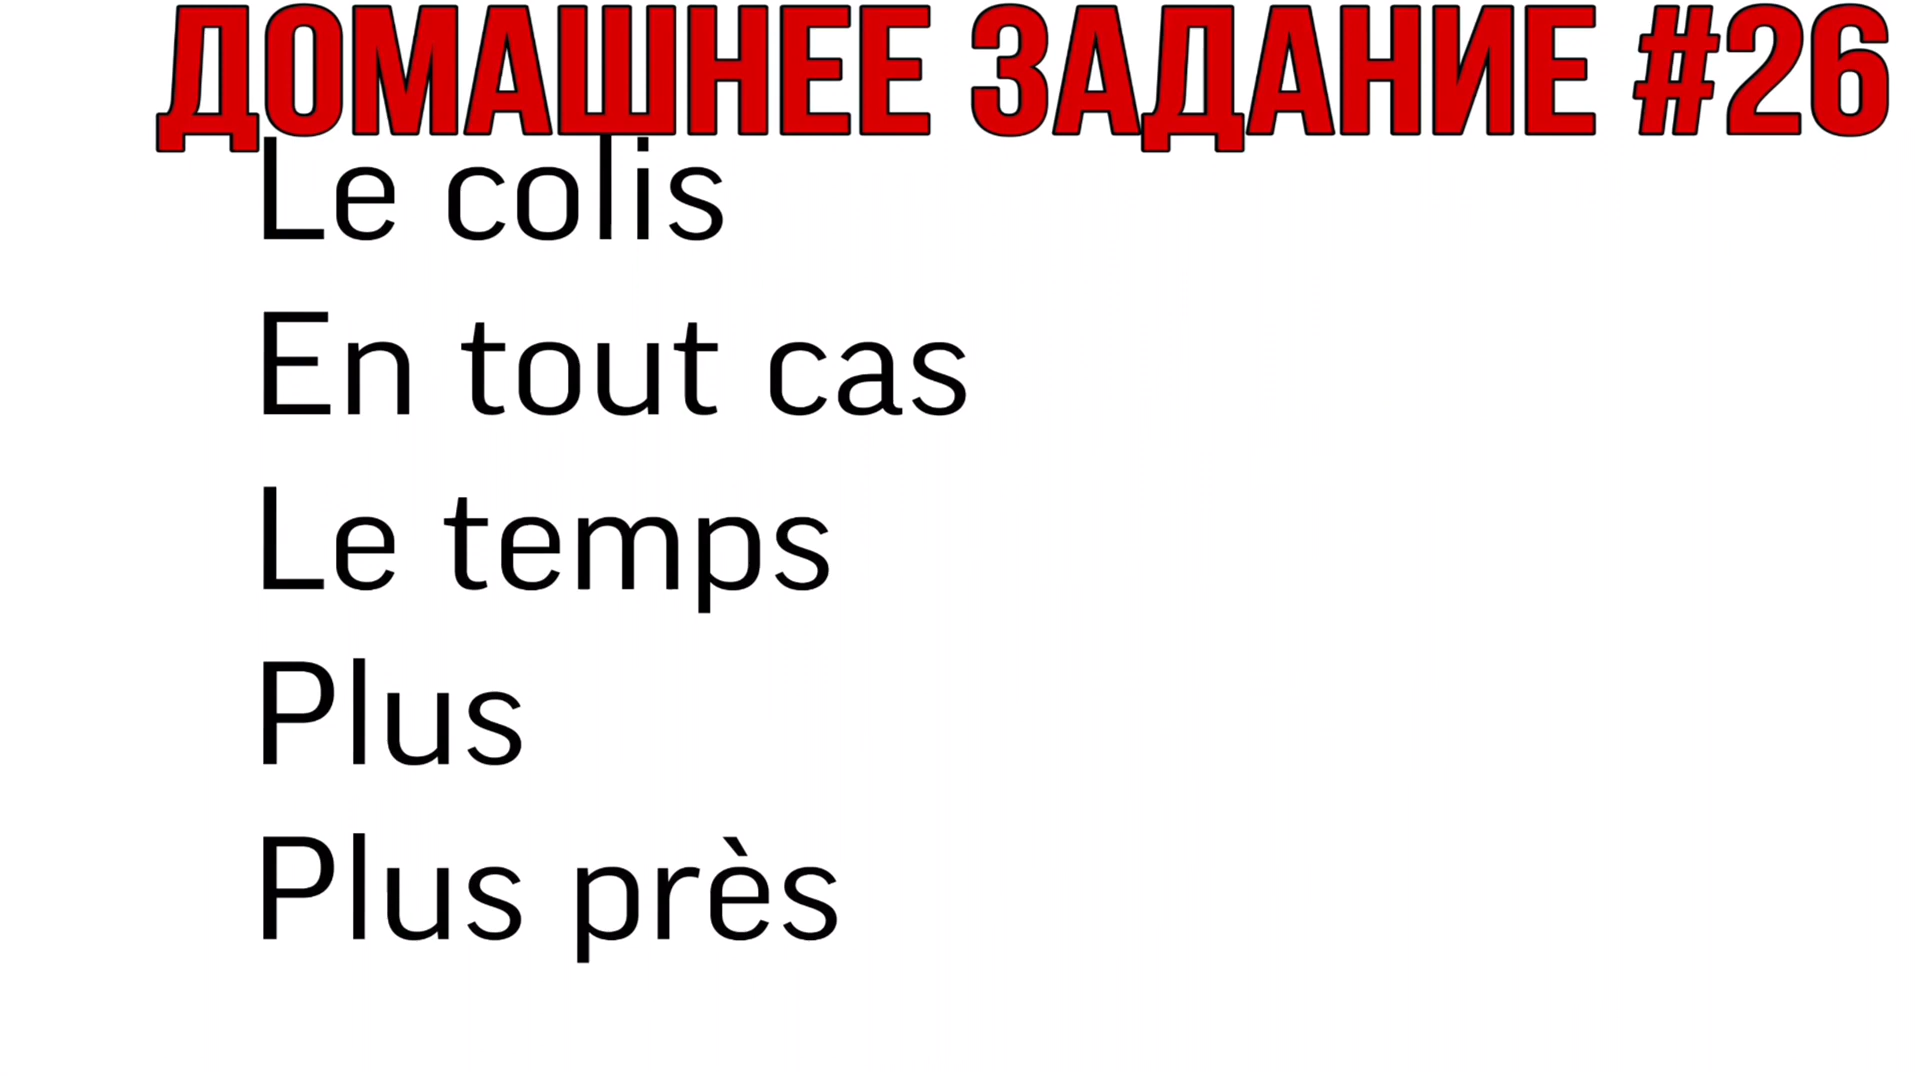 ДОМАШНЕЕ ЗАДАНИЕ #26
Le colis
En tout cas
Le temps
Plus
Plus près